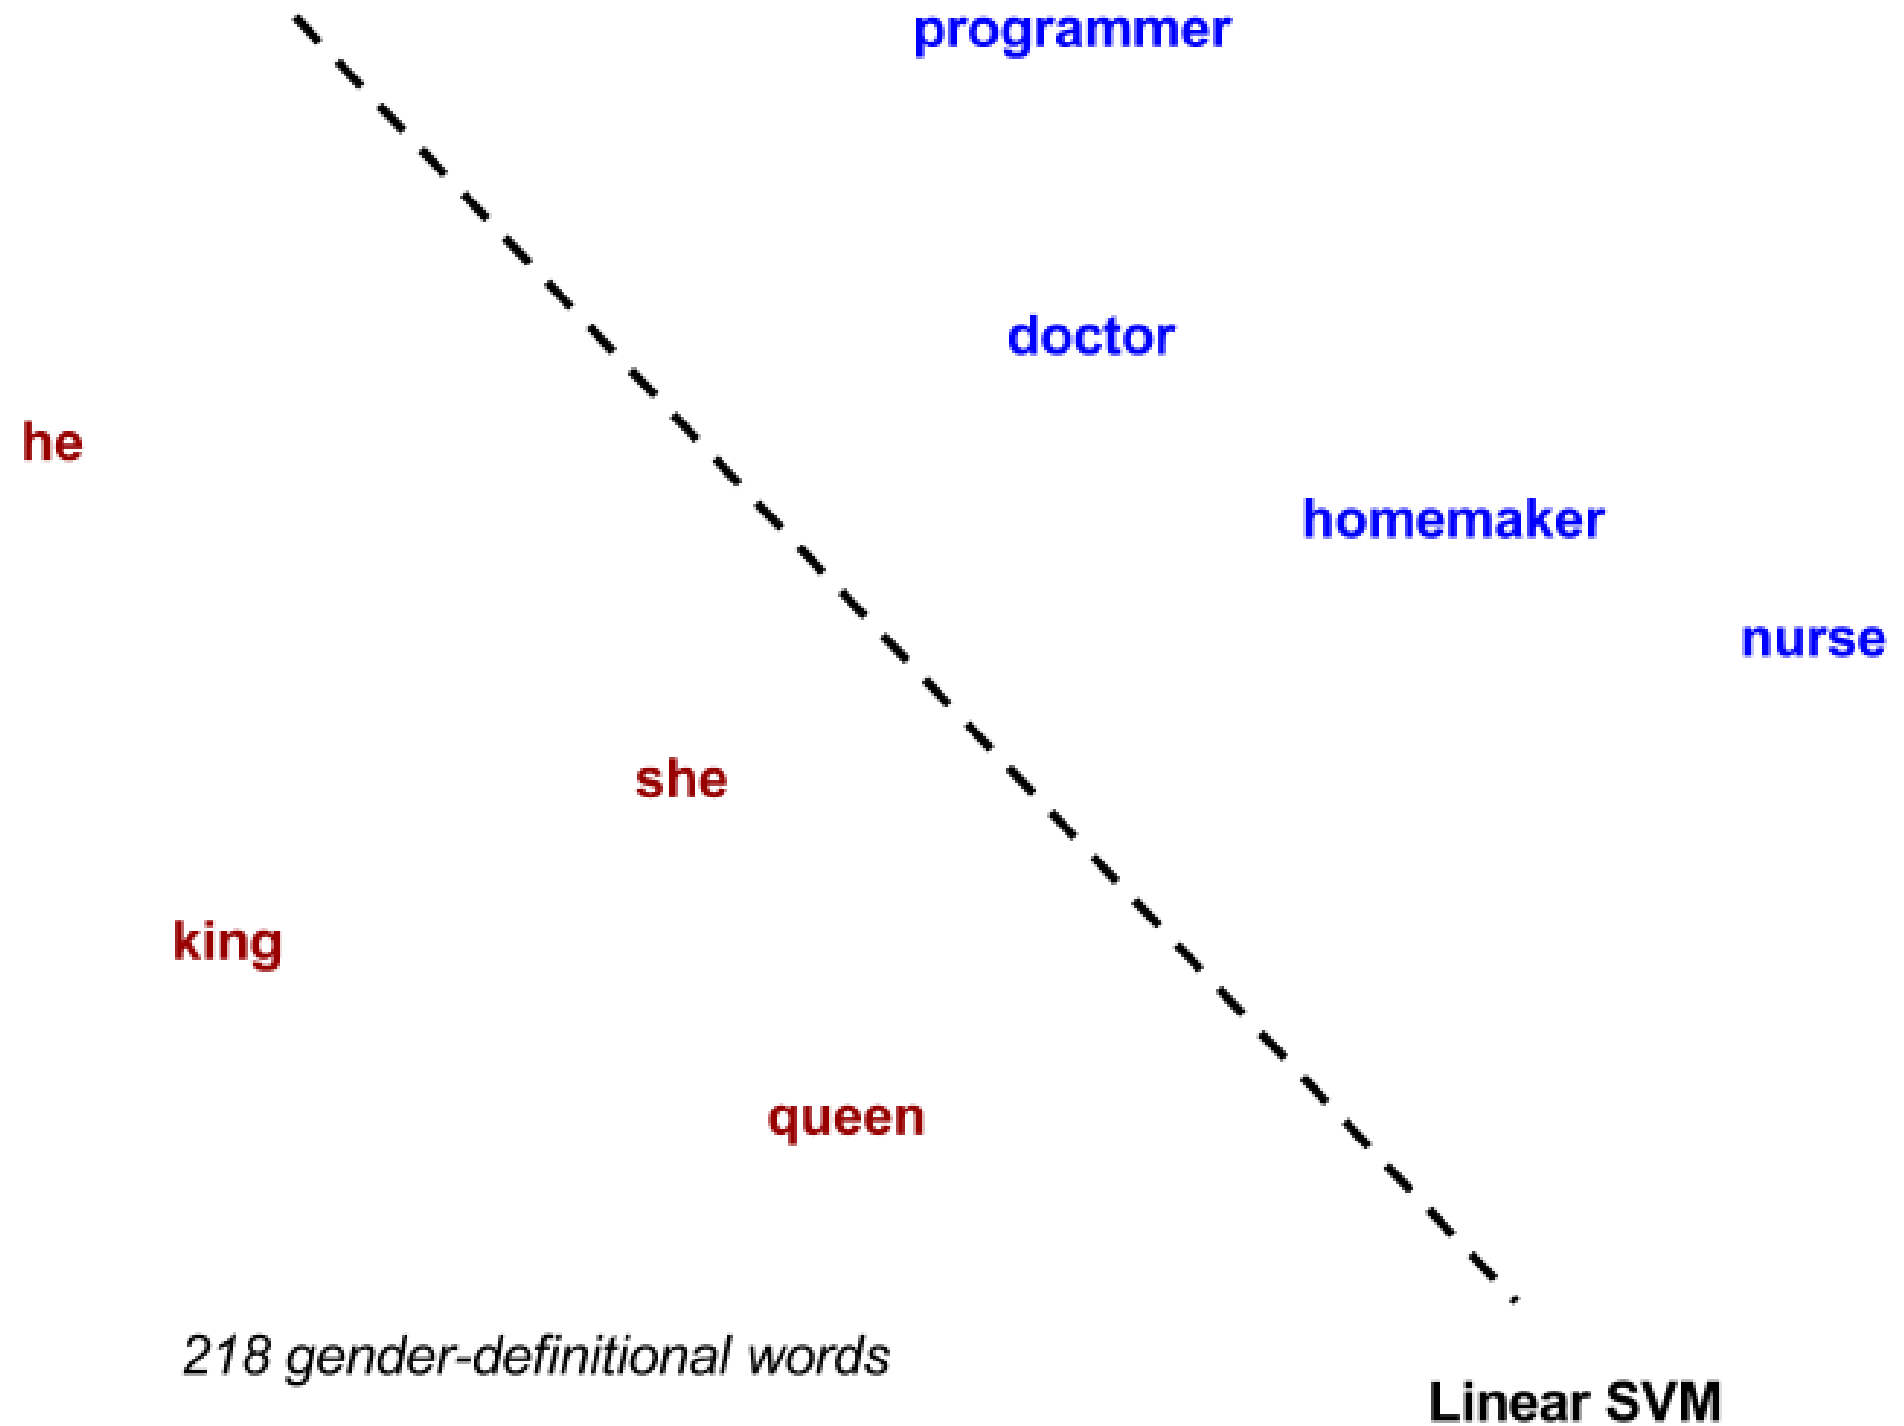 programmer
doctor
he
homemaker
nurse
she
king
queen
218 gender-definitional words
Linear SVM